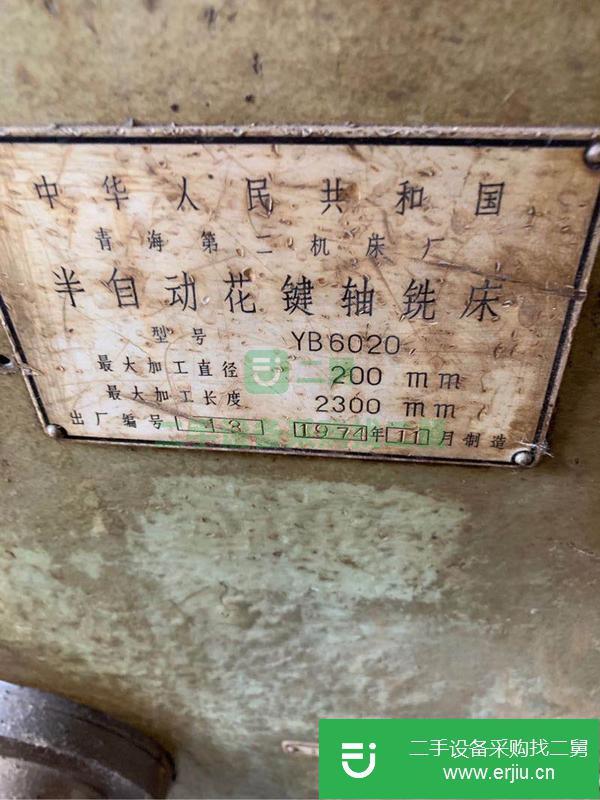 中华人民共和国
青海第二机床厂
半自动花键轴铣床
型号 YB6020
最大加工直径 200 mm
最大加工长度 2300 mm
出厂编号 13 1974年11月制造
二手设备采购找二舅
www.erjiu.cn